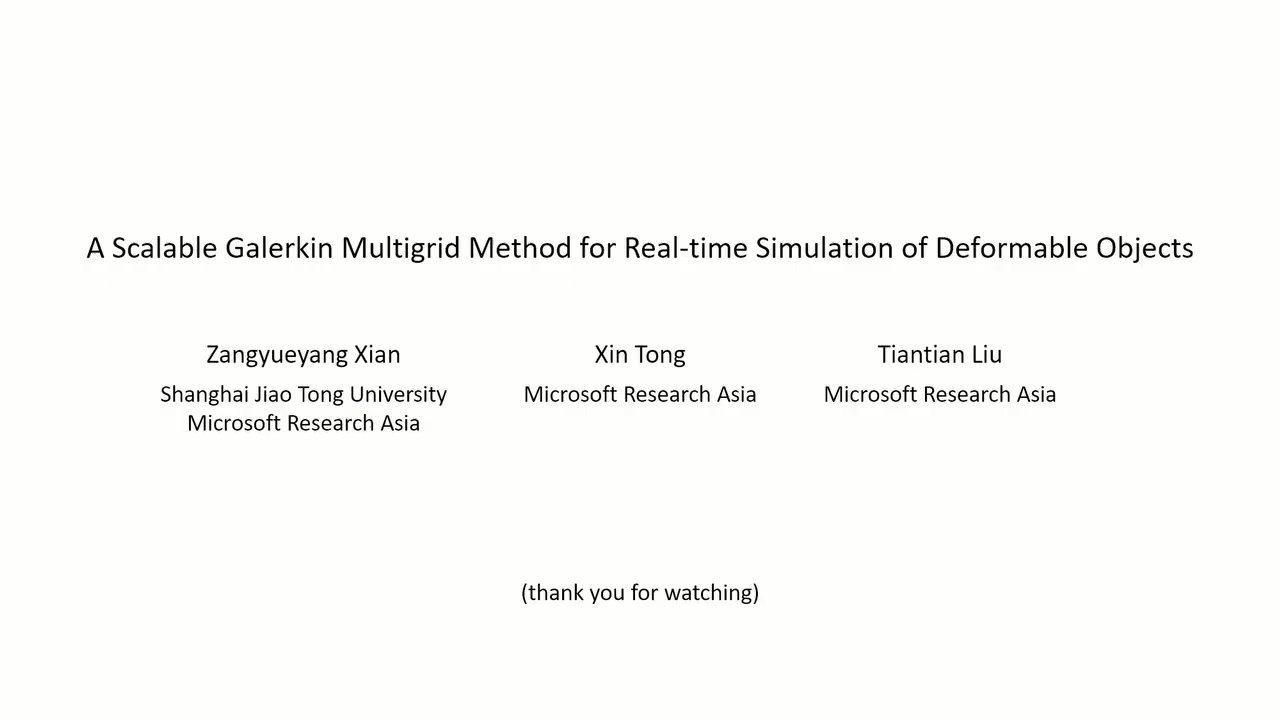 A Scalable Galerkin Multigrid Method for Real-time Simulation of Deformable Objects
Zangyueyang Xian
Shanghai Jiao Tong University
Microsoft Research Asia
Xin Tong
Microsoft Research Asia
Tiantian Liu
Microsoft Research Asia
(thank you for watching)